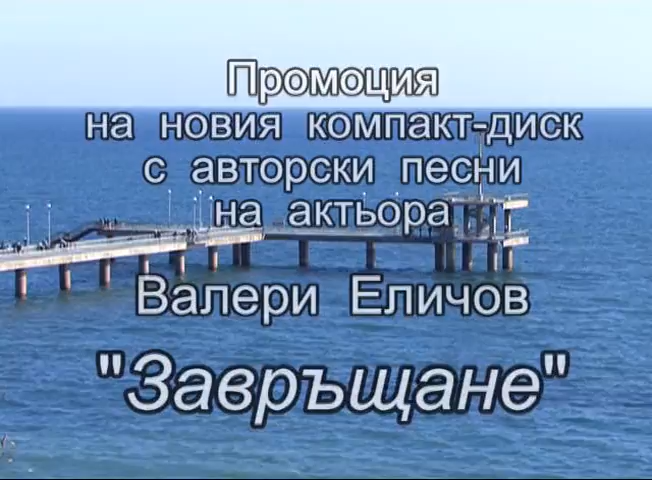 Промоция
на новия компакт-диск
с авторски песни
на актьора
Валери Еличов
"Завръщане"